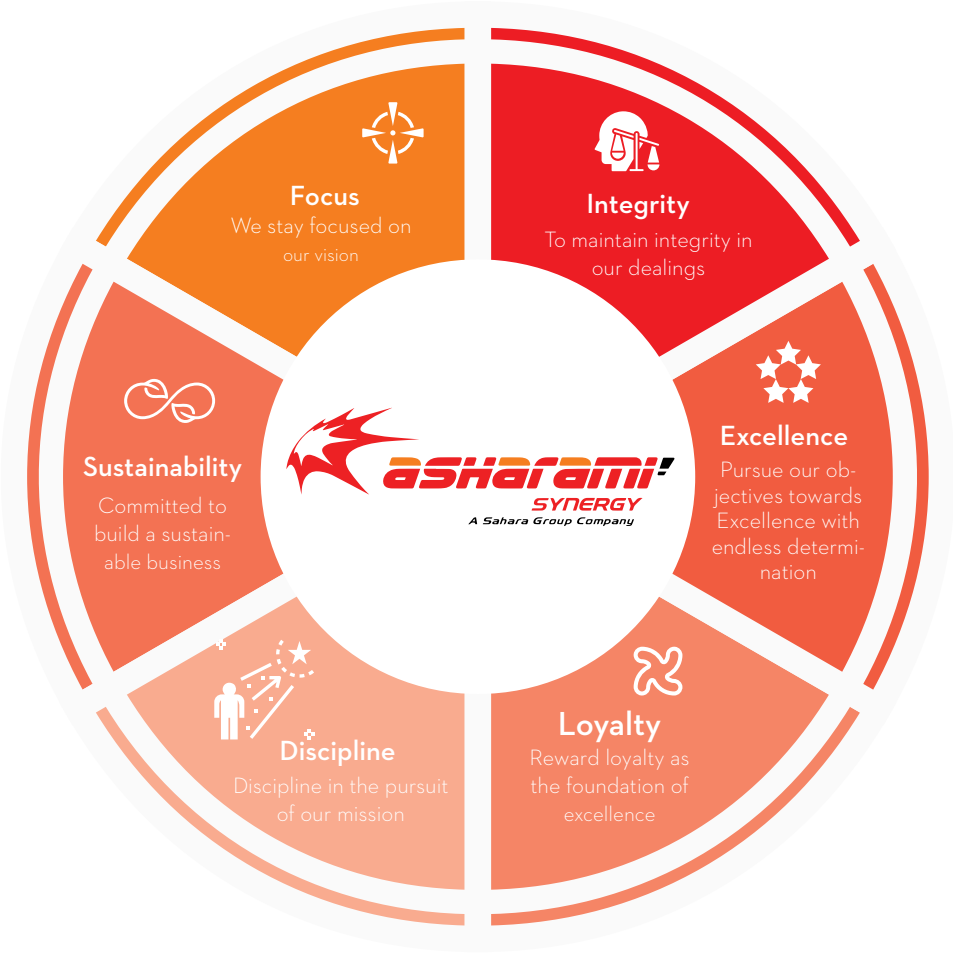 Focus
We stay focused on
our vision
Integrity
To maintain integrity in
our dealings
Excellence
Pursue our ob-
jectives towards
Excellence with
endless determi-
nation
Loyalty
Reward loyalty as
the foundation of
excellence
Discipline
Discipline in the pursuit
of our mission
Sustainability
Committed to
build a sustain-
able business
asharami
SYNERGY
A Sahara Group Company